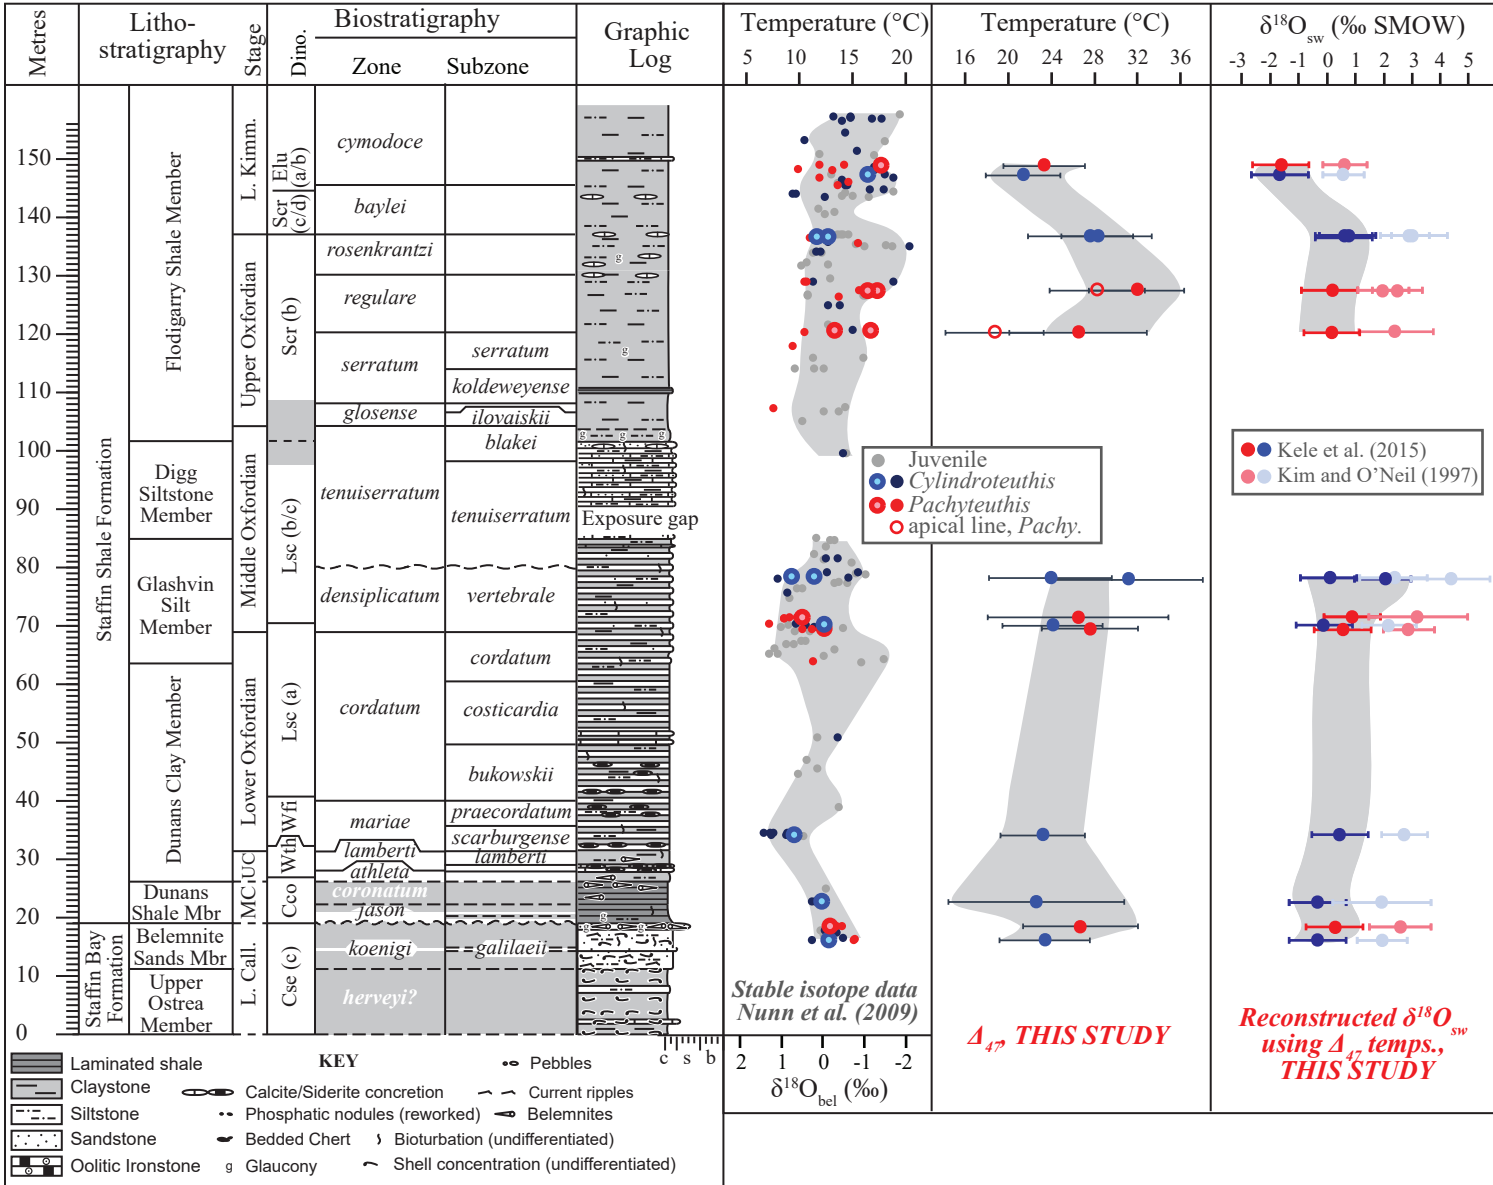 Metres
Litho-
stratigraphy
Stage
Dino.
Biostratigraphy
Zone
Subzone
Graphic
Log
Temperature (°C)
5 10 15 20
Temperature (°C)
16 20 24 28 32 36
δ¹⁸Osw (‰ SMOW)
-3 -2 -1 0 1 2 3 4 5
150
140
130
120
110
100
90
80
70
60
50
40
30
20
10
0
Staffin Shale Formation
Staffin Bay
Formation
Flodigarry Shale Member
Digg
Siltstone
Member
Glashvin
Silt
Member
Dunans Clay Member
Dunans
Shale Mbr
Belemnite
Sands Mbr
Upper
Ostrea
Member
L. Kimm.
Upper Oxfordian
Middle Oxfordian
Lower Oxfordian
UC
MC
L. Call.
Elu
(a/b)
Scr
(c/d)
Scr (b)
Lsc (b/c)
Lsc (a)
Wfi
Wth
Cco
Cse (c)
cymodoce
baylei
rosenkrantzi
regulare
serratum
glosense
tenuiserratum
densiplicatum
cordatum
mariae
lamberti
athleta
coronatum
jason
koenigi
herveyi?
serratum
koldeweyense
ilovaiskii
blakei
tenuiserratum
vertebrale
cordatum
costicardia
bukowskii
praecordatum
scarburgense
lamberti
galilaeii
g
g
g g g
Exposure gap
g
g
c s b
Juvenile
Cylindroteuthis
Pachyteuthis
apical line, Pachy.
Kele et al. (2015)
Kim and O'Neil (1997)
Stable isotope data
Nunn et al. (2009)
2 1 0 -1 -2
δ¹⁸Obel (‰)
Δ47, THIS STUDY
Reconstructed δ¹⁸Osw
using Δ47 temps.,
THIS STUDY
KEY
Laminated shale
Claystone
Siltstone
Sandstone
Oolitic Ironstone
Calcite/Siderite concretion
Phosphatic nodules (reworked)
Bedded Chert
g Glaucony
Pebbles
Current ripples
Belemnites
Bioturbation (undifferentiated)
Shell concentration (undifferentiated)